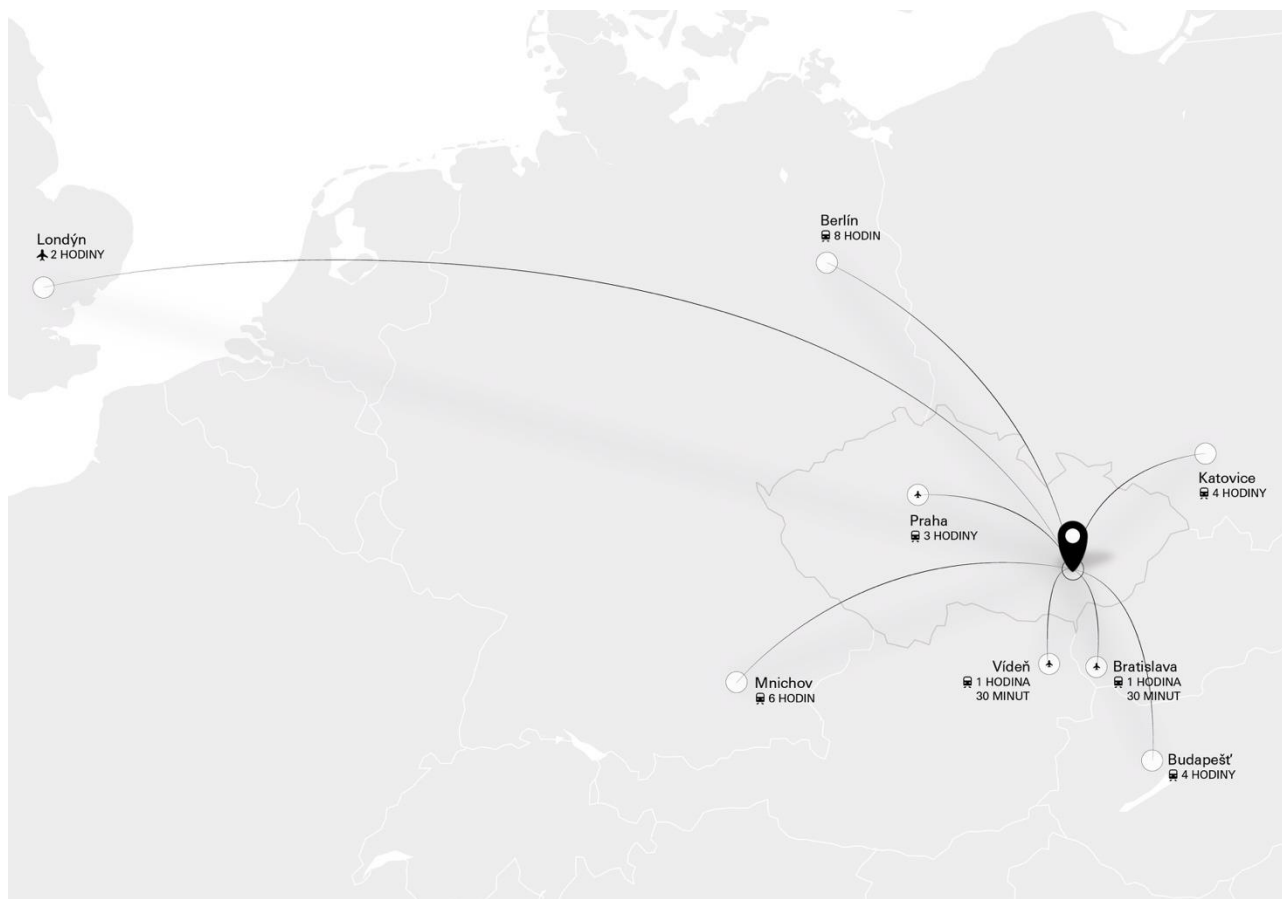 Londýn
2 HODINY
Berlín
8 HODIN
Katovice
4 HODINY
Praha
3 HODINY
Mnichov
6 HODIN
Vídeň
1 HODINA
30 MINUT
Bratislava
1 HODINA
30 MINUT
Budapešť
4 HODINY